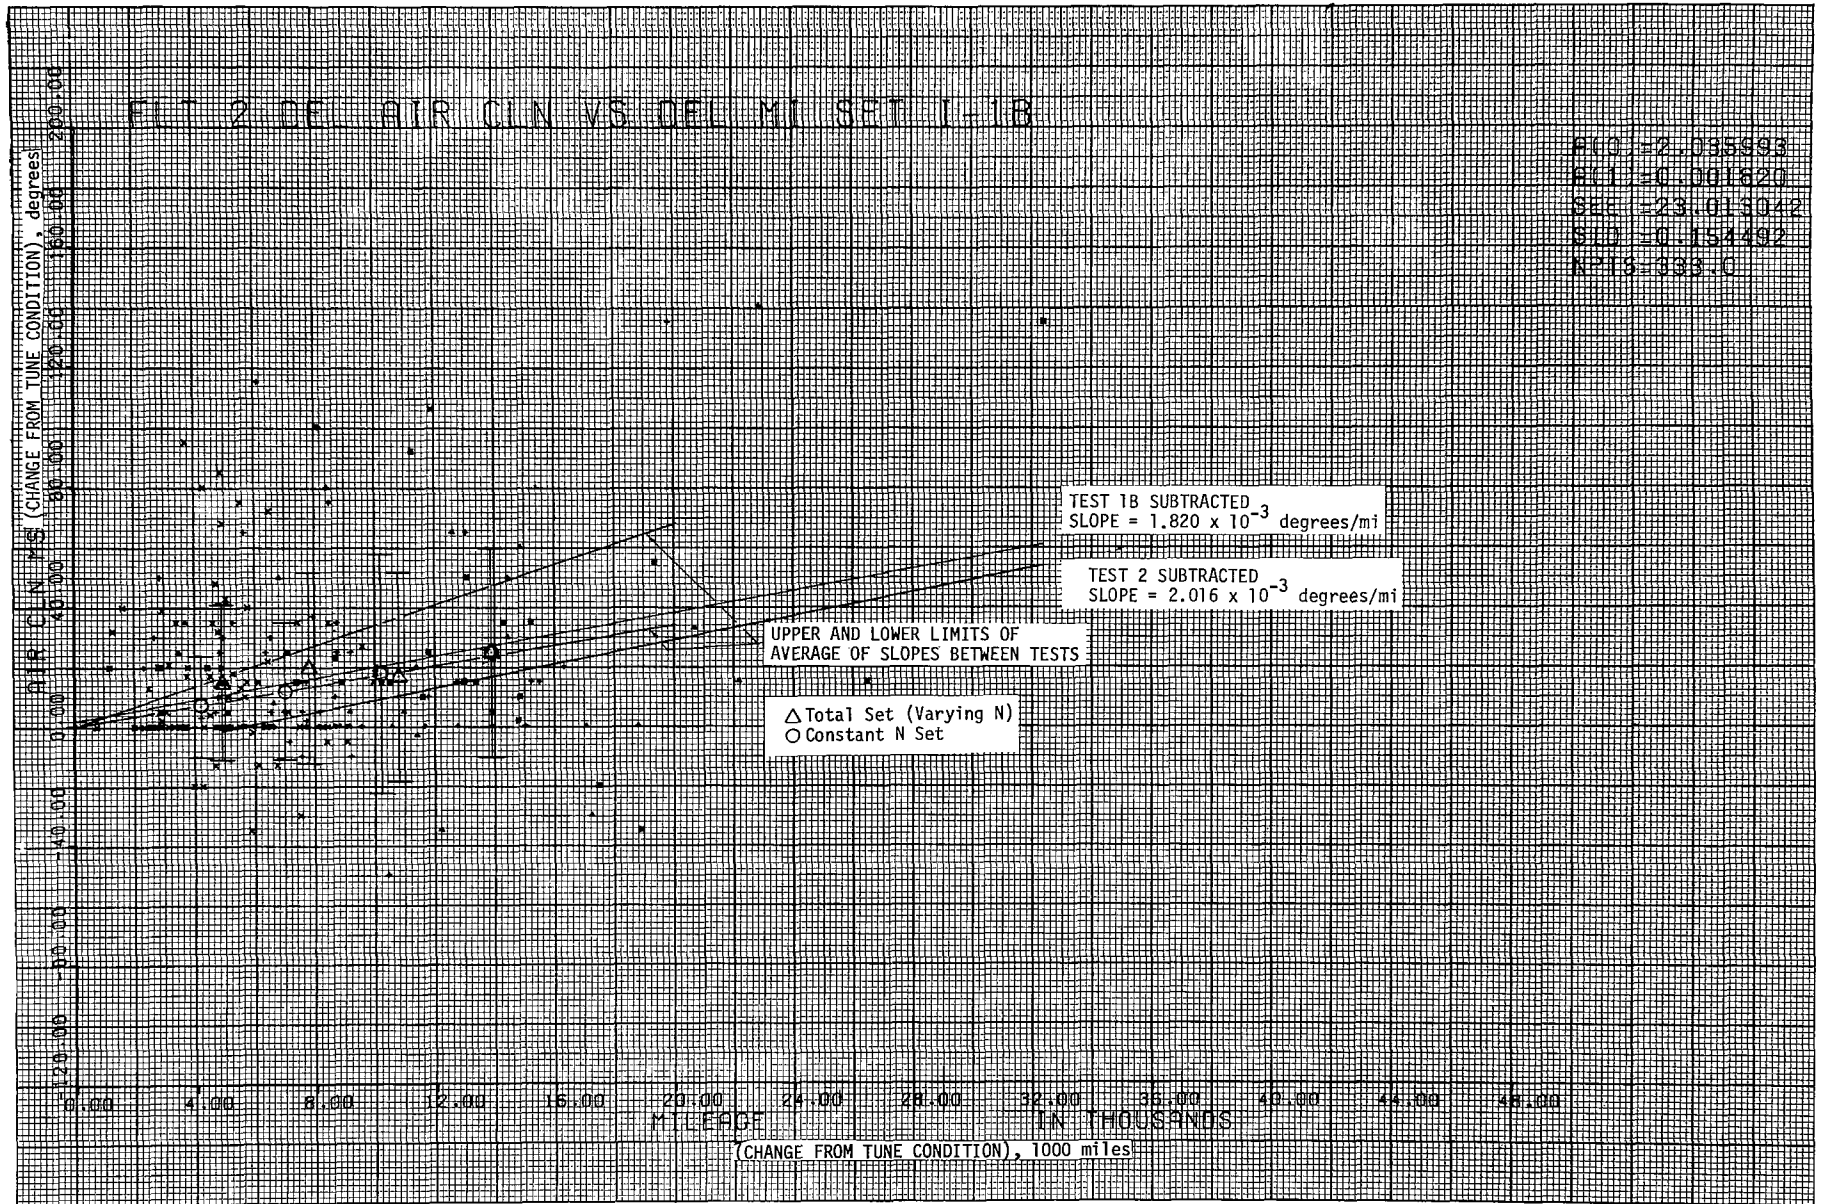 FLT 2 DEL AIR CLN VS DEL MI SET I-1B
A(0)=2.035993
A(1)=0.001820
SEE =23.013042
SID =0.154492
NPTS=333.0
AIR CLN MS (CHANGE FROM TUNE CONDITION), degrees
200.00
160.00
120.00
80.00
40.00
0.00
-40.00
-80.00
-120.00
TEST 1B SUBTRACTED
SLOPE = 1.820 x 10-3 degrees/mi
TEST 2 SUBTRACTED
SLOPE = 2.016 x 10-3 degrees/mi
UPPER AND LOWER LIMITS OF
AVERAGE OF SLOPES BETWEEN TESTS
△ Total Set (Varying N)
○ Constant N Set
0.00 4.00 8.00 12.00 16.00 20.00 24.00 28.00 32.00 36.00 40.00 44.00 48.00
MILEAGE IN THOUSANDS
(CHANGE FROM TUNE CONDITION), 1000 miles